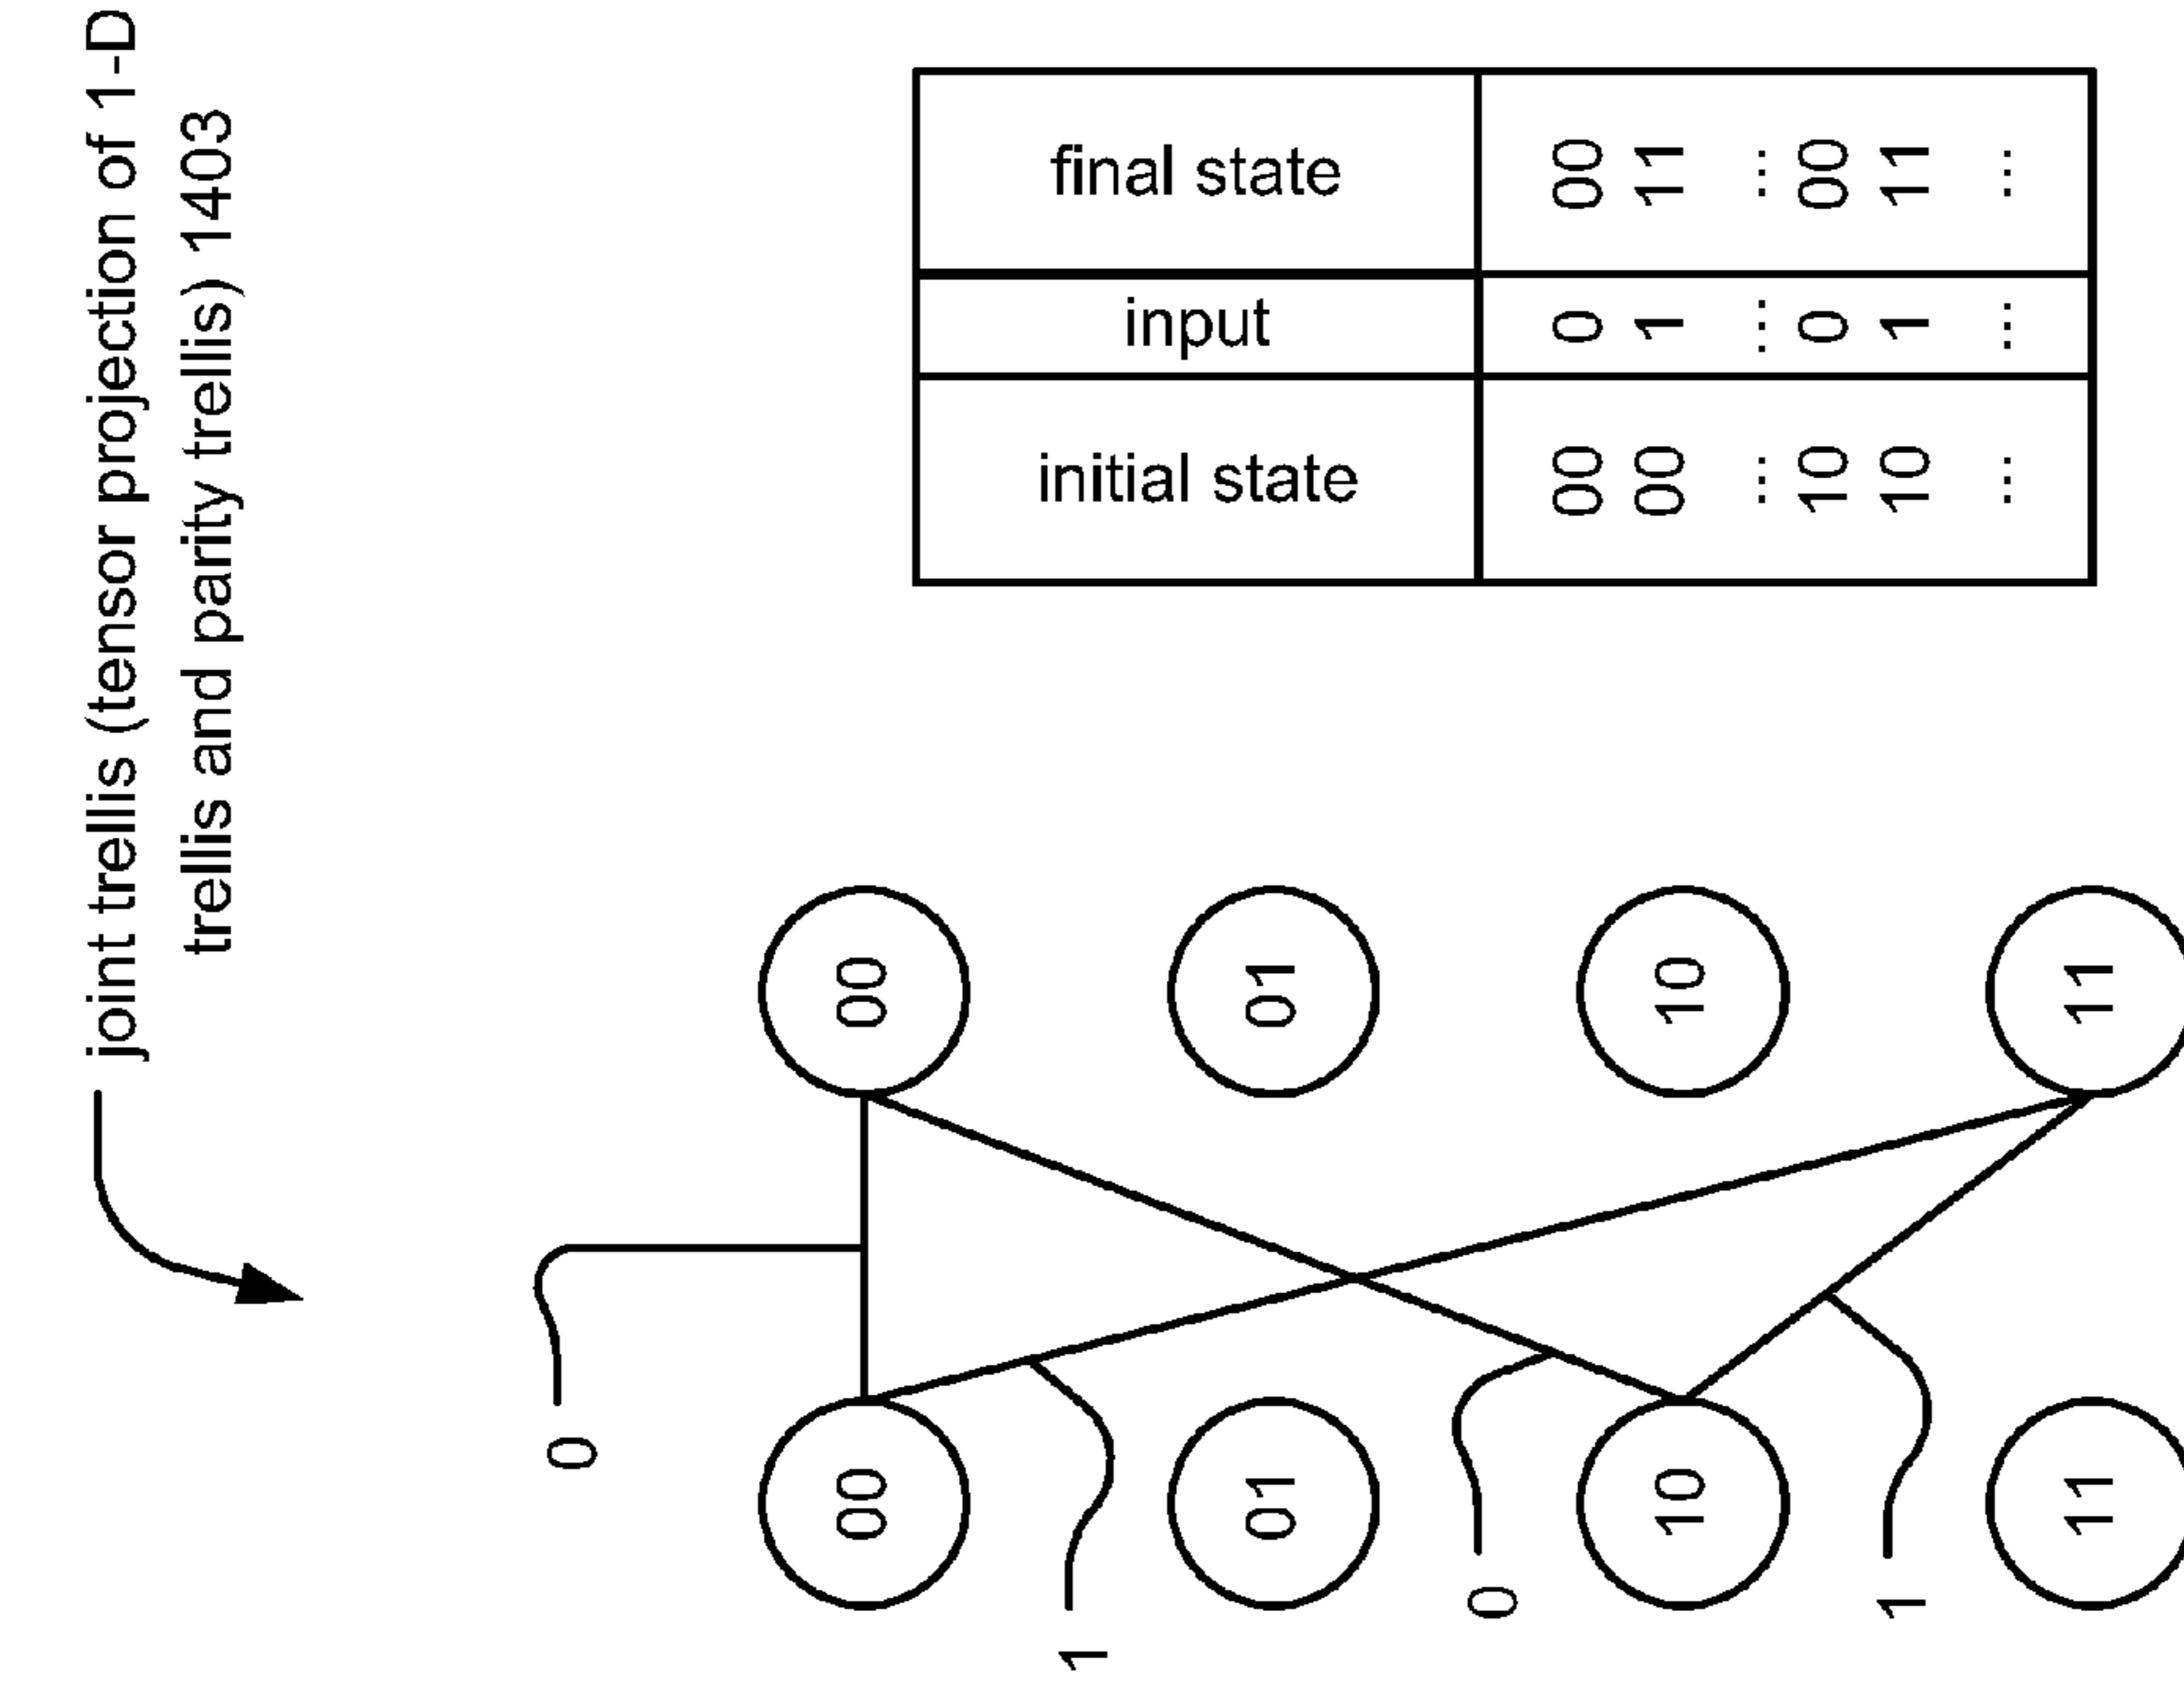 joint trellis (tensor projection of 1-D
trellis and parity trellis) 1403
0
00 00
1
01 01
0
10 10
1
11 11
initial state input final state
00 0 00
00 1 11
... ... ...
10 0 00
10 1 11
... ... ...